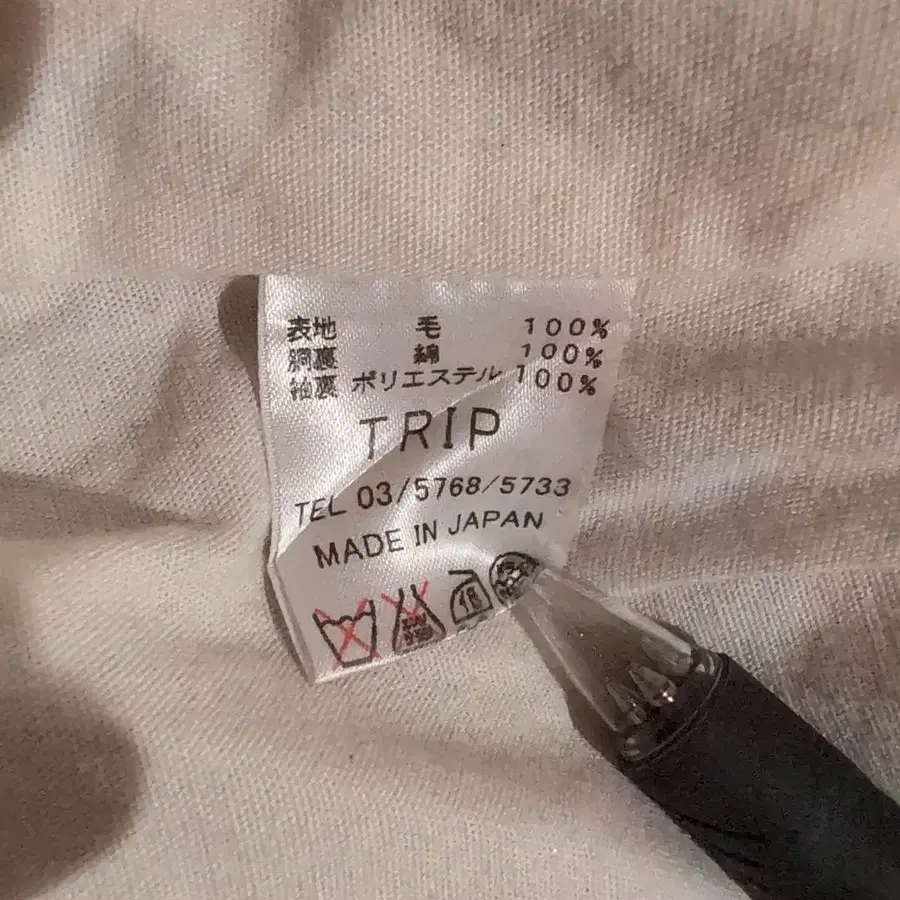 表地 毛 100%
胴裏 綿 100%
袖裏 ポリエステル 100%
TRIP
TEL 03/5768/5733
MADE IN JAPAN